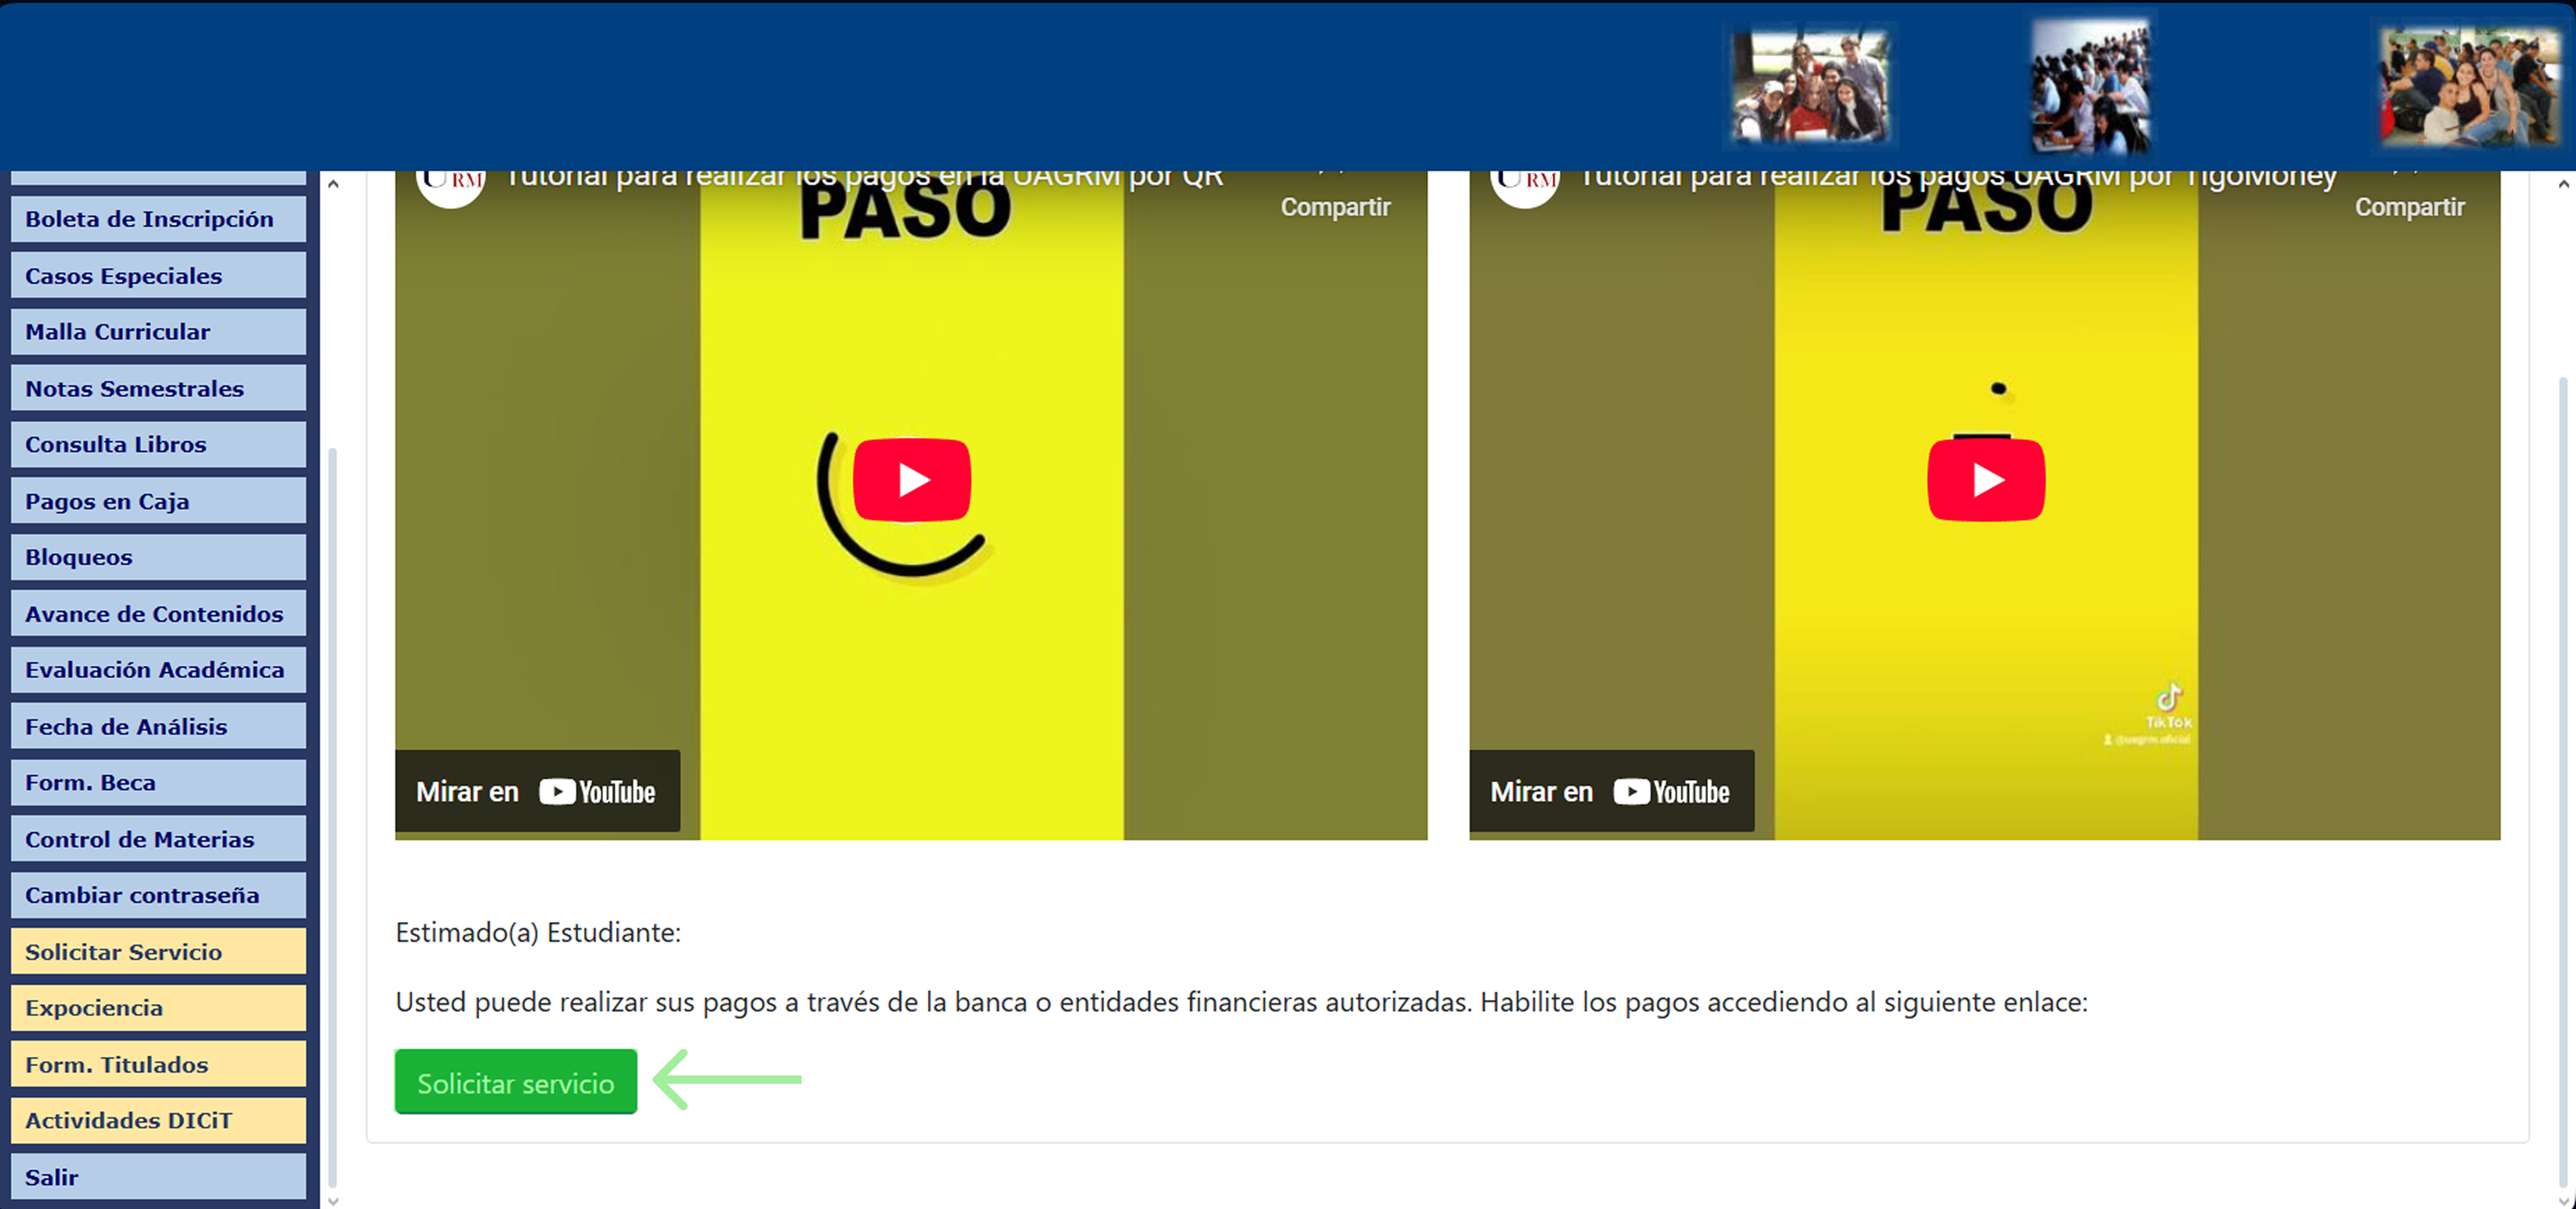 Boleta de Inscripción
Casos Especiales
Malla Curricular
Notas Semestrales
Consulta Libros
Pagos en Caja
Bloqueos
Avance de Contenidos
Evaluación Académica
Fecha de Análisis
Form. Beca
Control de Materias
Cambiar contraseña
Solicitar Servicio
Expociencia
Form. Titulados
Actividades DICiT
Salir
URM Tutorial para realizar los pagos en la UAGRM por QR
Compartir
PASO
Mirar en YouTube
URM Tutorial para realizar los pagos UAGRM por TigoMoney
Compartir
PASO
TikTok
Mirar en YouTube
Estimado(a) Estudiante:
Usted puede realizar sus pagos a través de la banca o entidades financieras autorizadas. Habilite los pagos accediendo al siguiente enlace:
Solicitar servicio